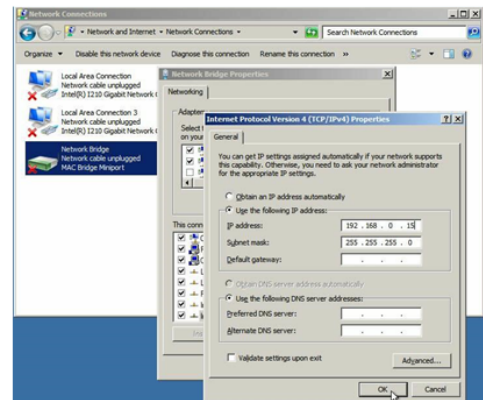 Network Connections
Network and Internet
Network Connections
Search Network Connections
Organize
Disable this network device
Diagnose this connection
Rename this connection
»
Local Area Connection
Network cable unplugged
Intel(R) I210 Gigabit Network
Local Area Connection 3
Network cable unplugged
Intel(R) I210 Gigabit Network
Network Bridge
Network cable unplugged
MAC Bridge Miniport
Network Bridge Properties
Networking
Adapters
Select
on your
This conn
Internet Protocol Version 4 (TCP/IPv4) Properties
General
You can get IP settings assigned automatically if your network supports
this capability. Otherwise, you need to ask your network administrator
for the appropriate IP settings.
Obtain an IP address automatically
Use the following IP address:
IP address: 192 . 168 . 0 . 15
Subnet mask: 255 . 255 . 255 . 0
Default gateway: . . .
Obtain DNS server address automatically
Use the following DNS server addresses:
Preferred DNS server: . . .
Alternate DNS server: . . .
Validate settings upon exit
Advanced...
OK
Cancel